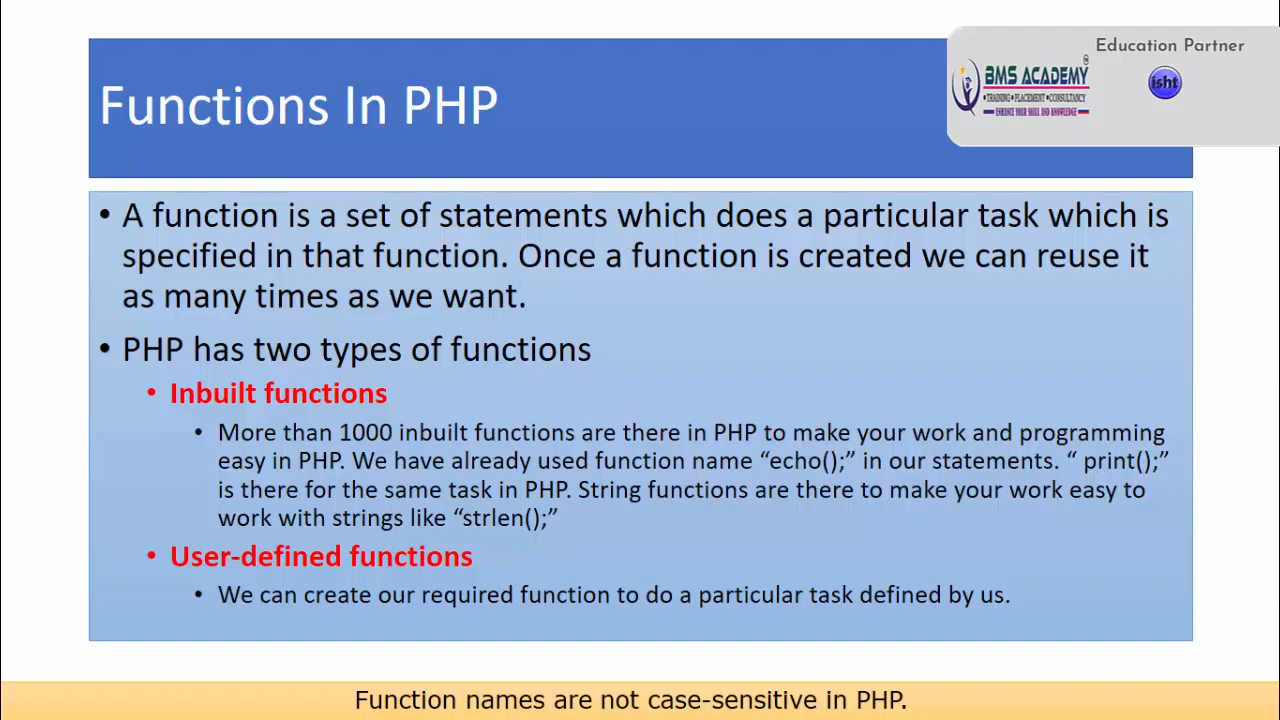 Education Partner
BMS ACADEMY
•TRAINING •PLACEMENT •CONSULTANCY
ENHANCE YOUR SKILL AND KNOWLEDGE
isht
Functions In PHP
• A function is a set of statements which does a particular task which is
specified in that function. Once a function is created we can reuse it
as many times as we want.
• PHP has two types of functions
• Inbuilt functions
• More than 1000 inbuilt functions are there in PHP to make your work and programming
easy in PHP. We have already used function name “echo();” in our statements. “ print();”
is there for the same task in PHP. String functions are there to make your work easy to
work with strings like “strlen();”
• User-defined functions
• We can create our required function to do a particular task defined by us.
Function names are not case-sensitive in PHP.